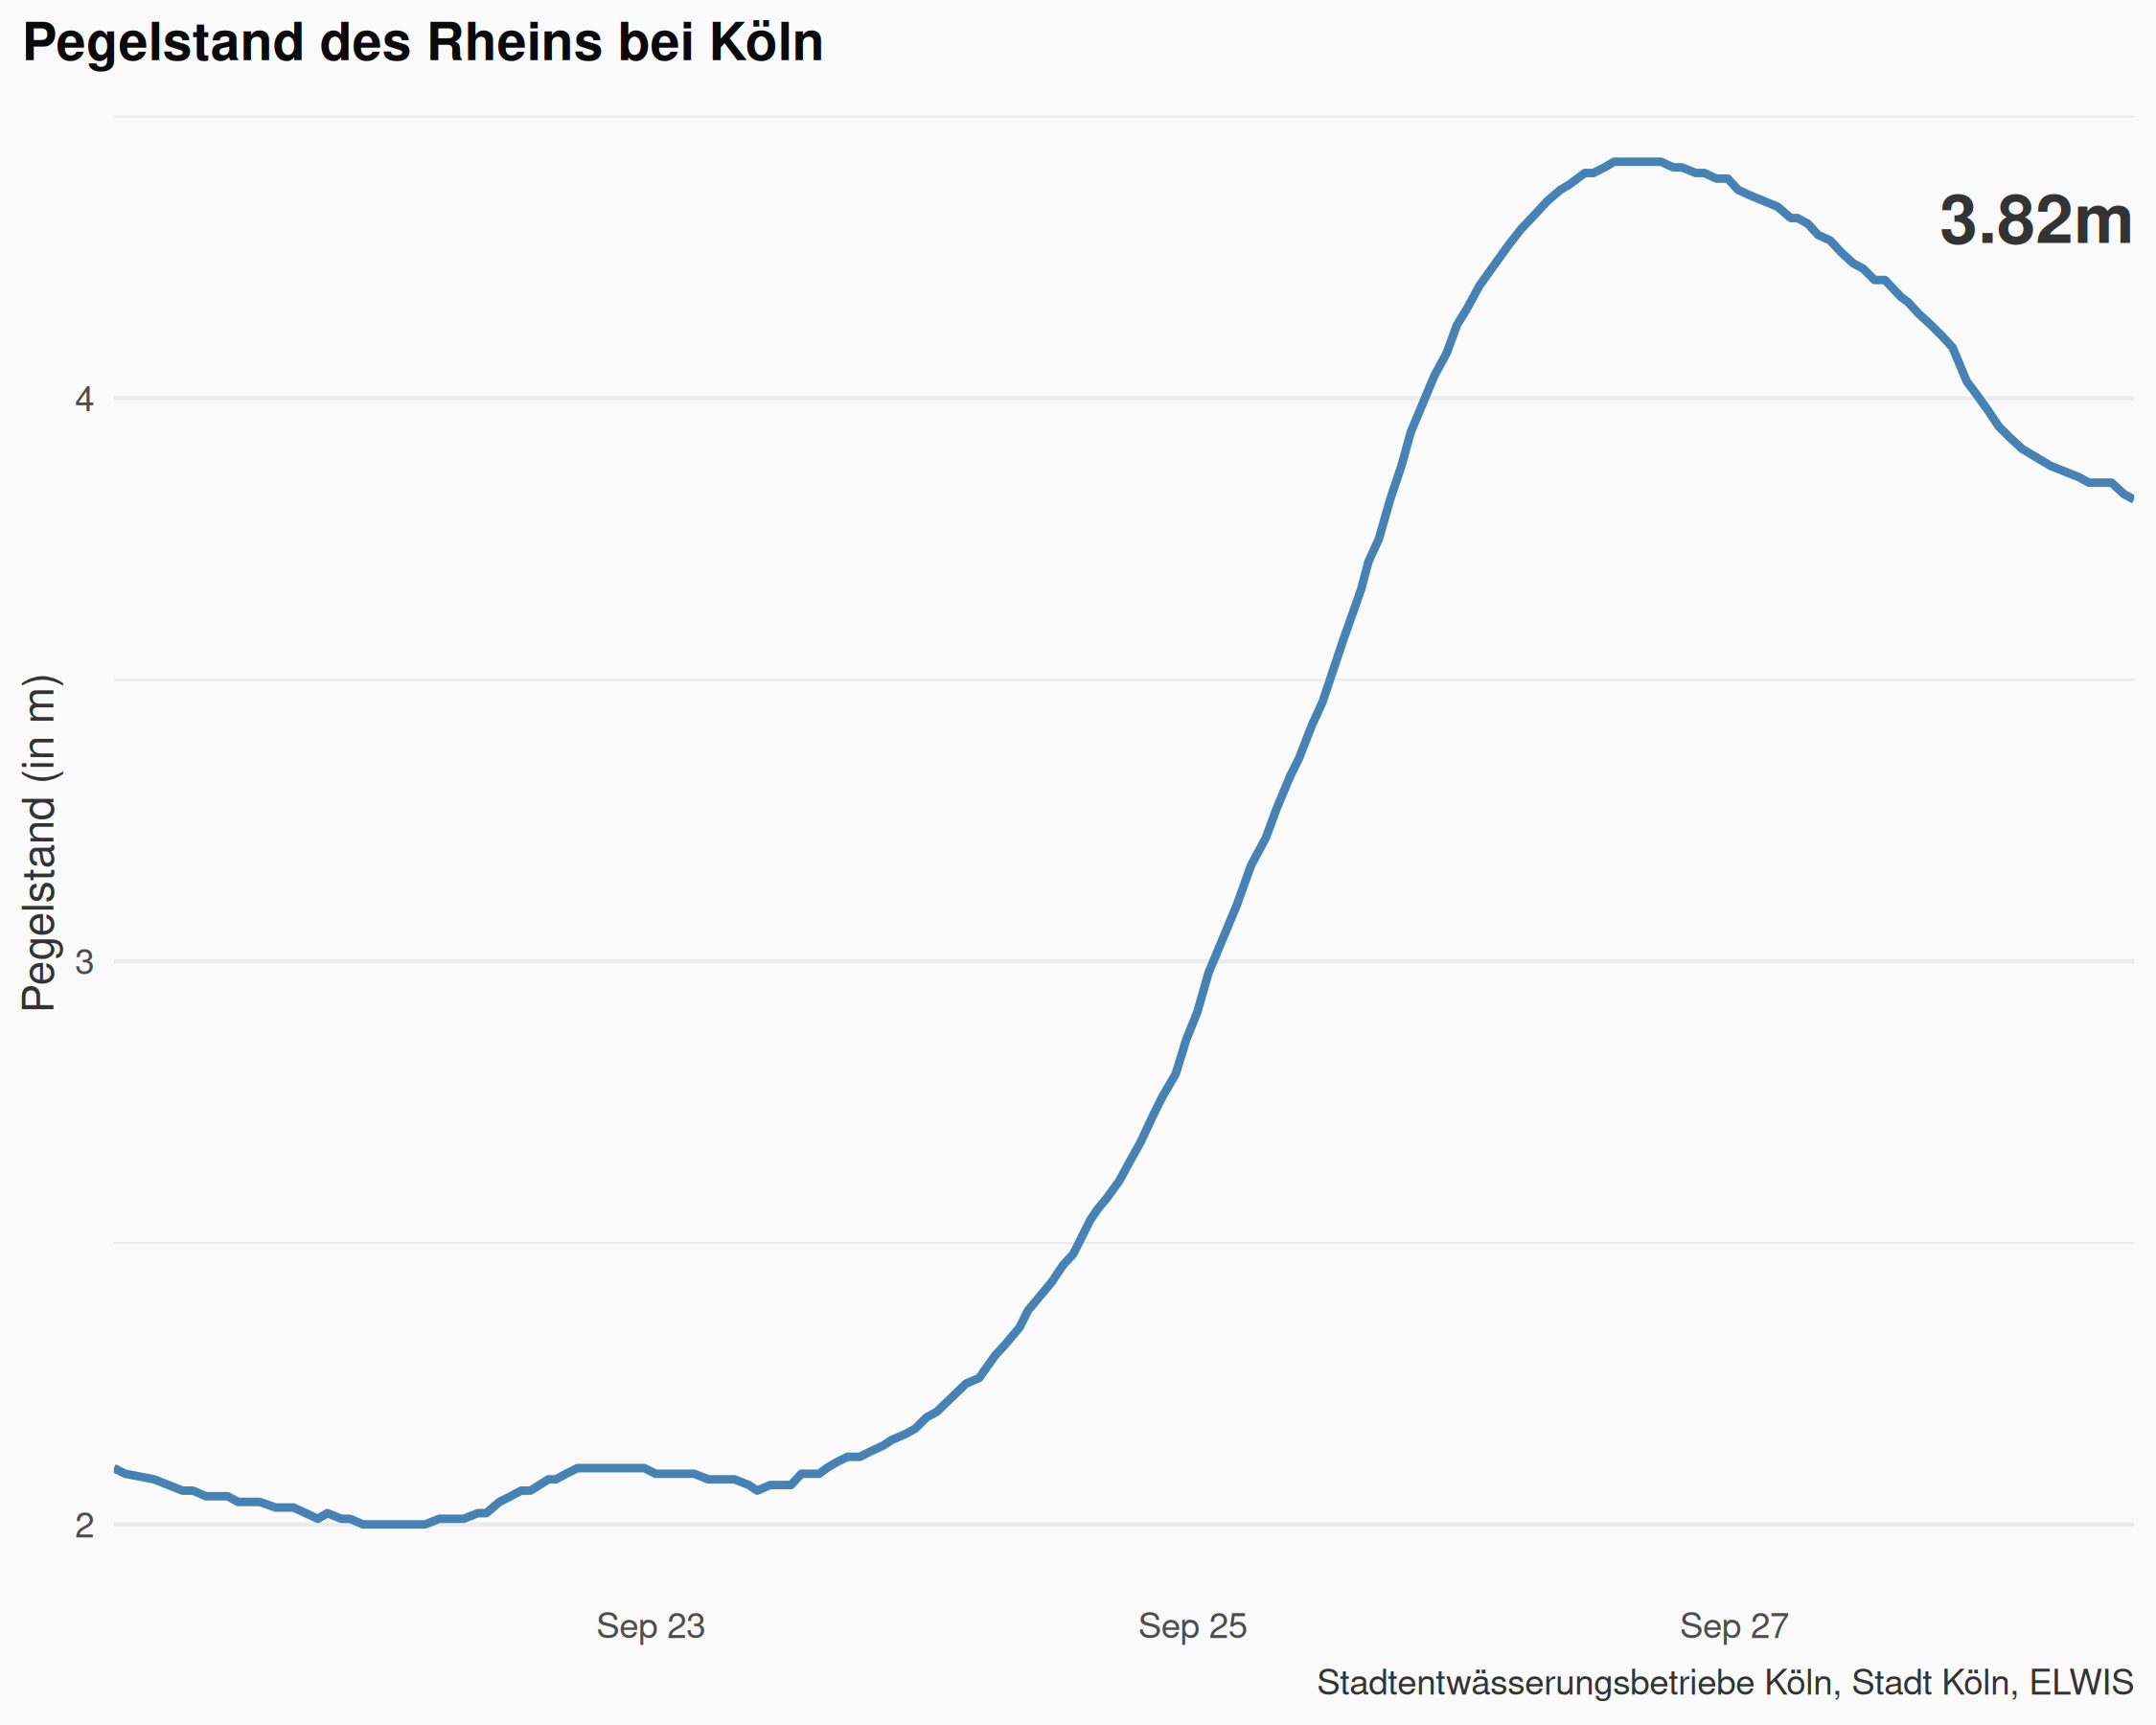 Pegelstand des Rheins bei Köln
3.82m
Pegelstand (in m)
4
3
2
Sep 23
Sep 25
Sep 27
Stadtentwässerungsbetriebe Köln, Stadt Köln, ELWIS